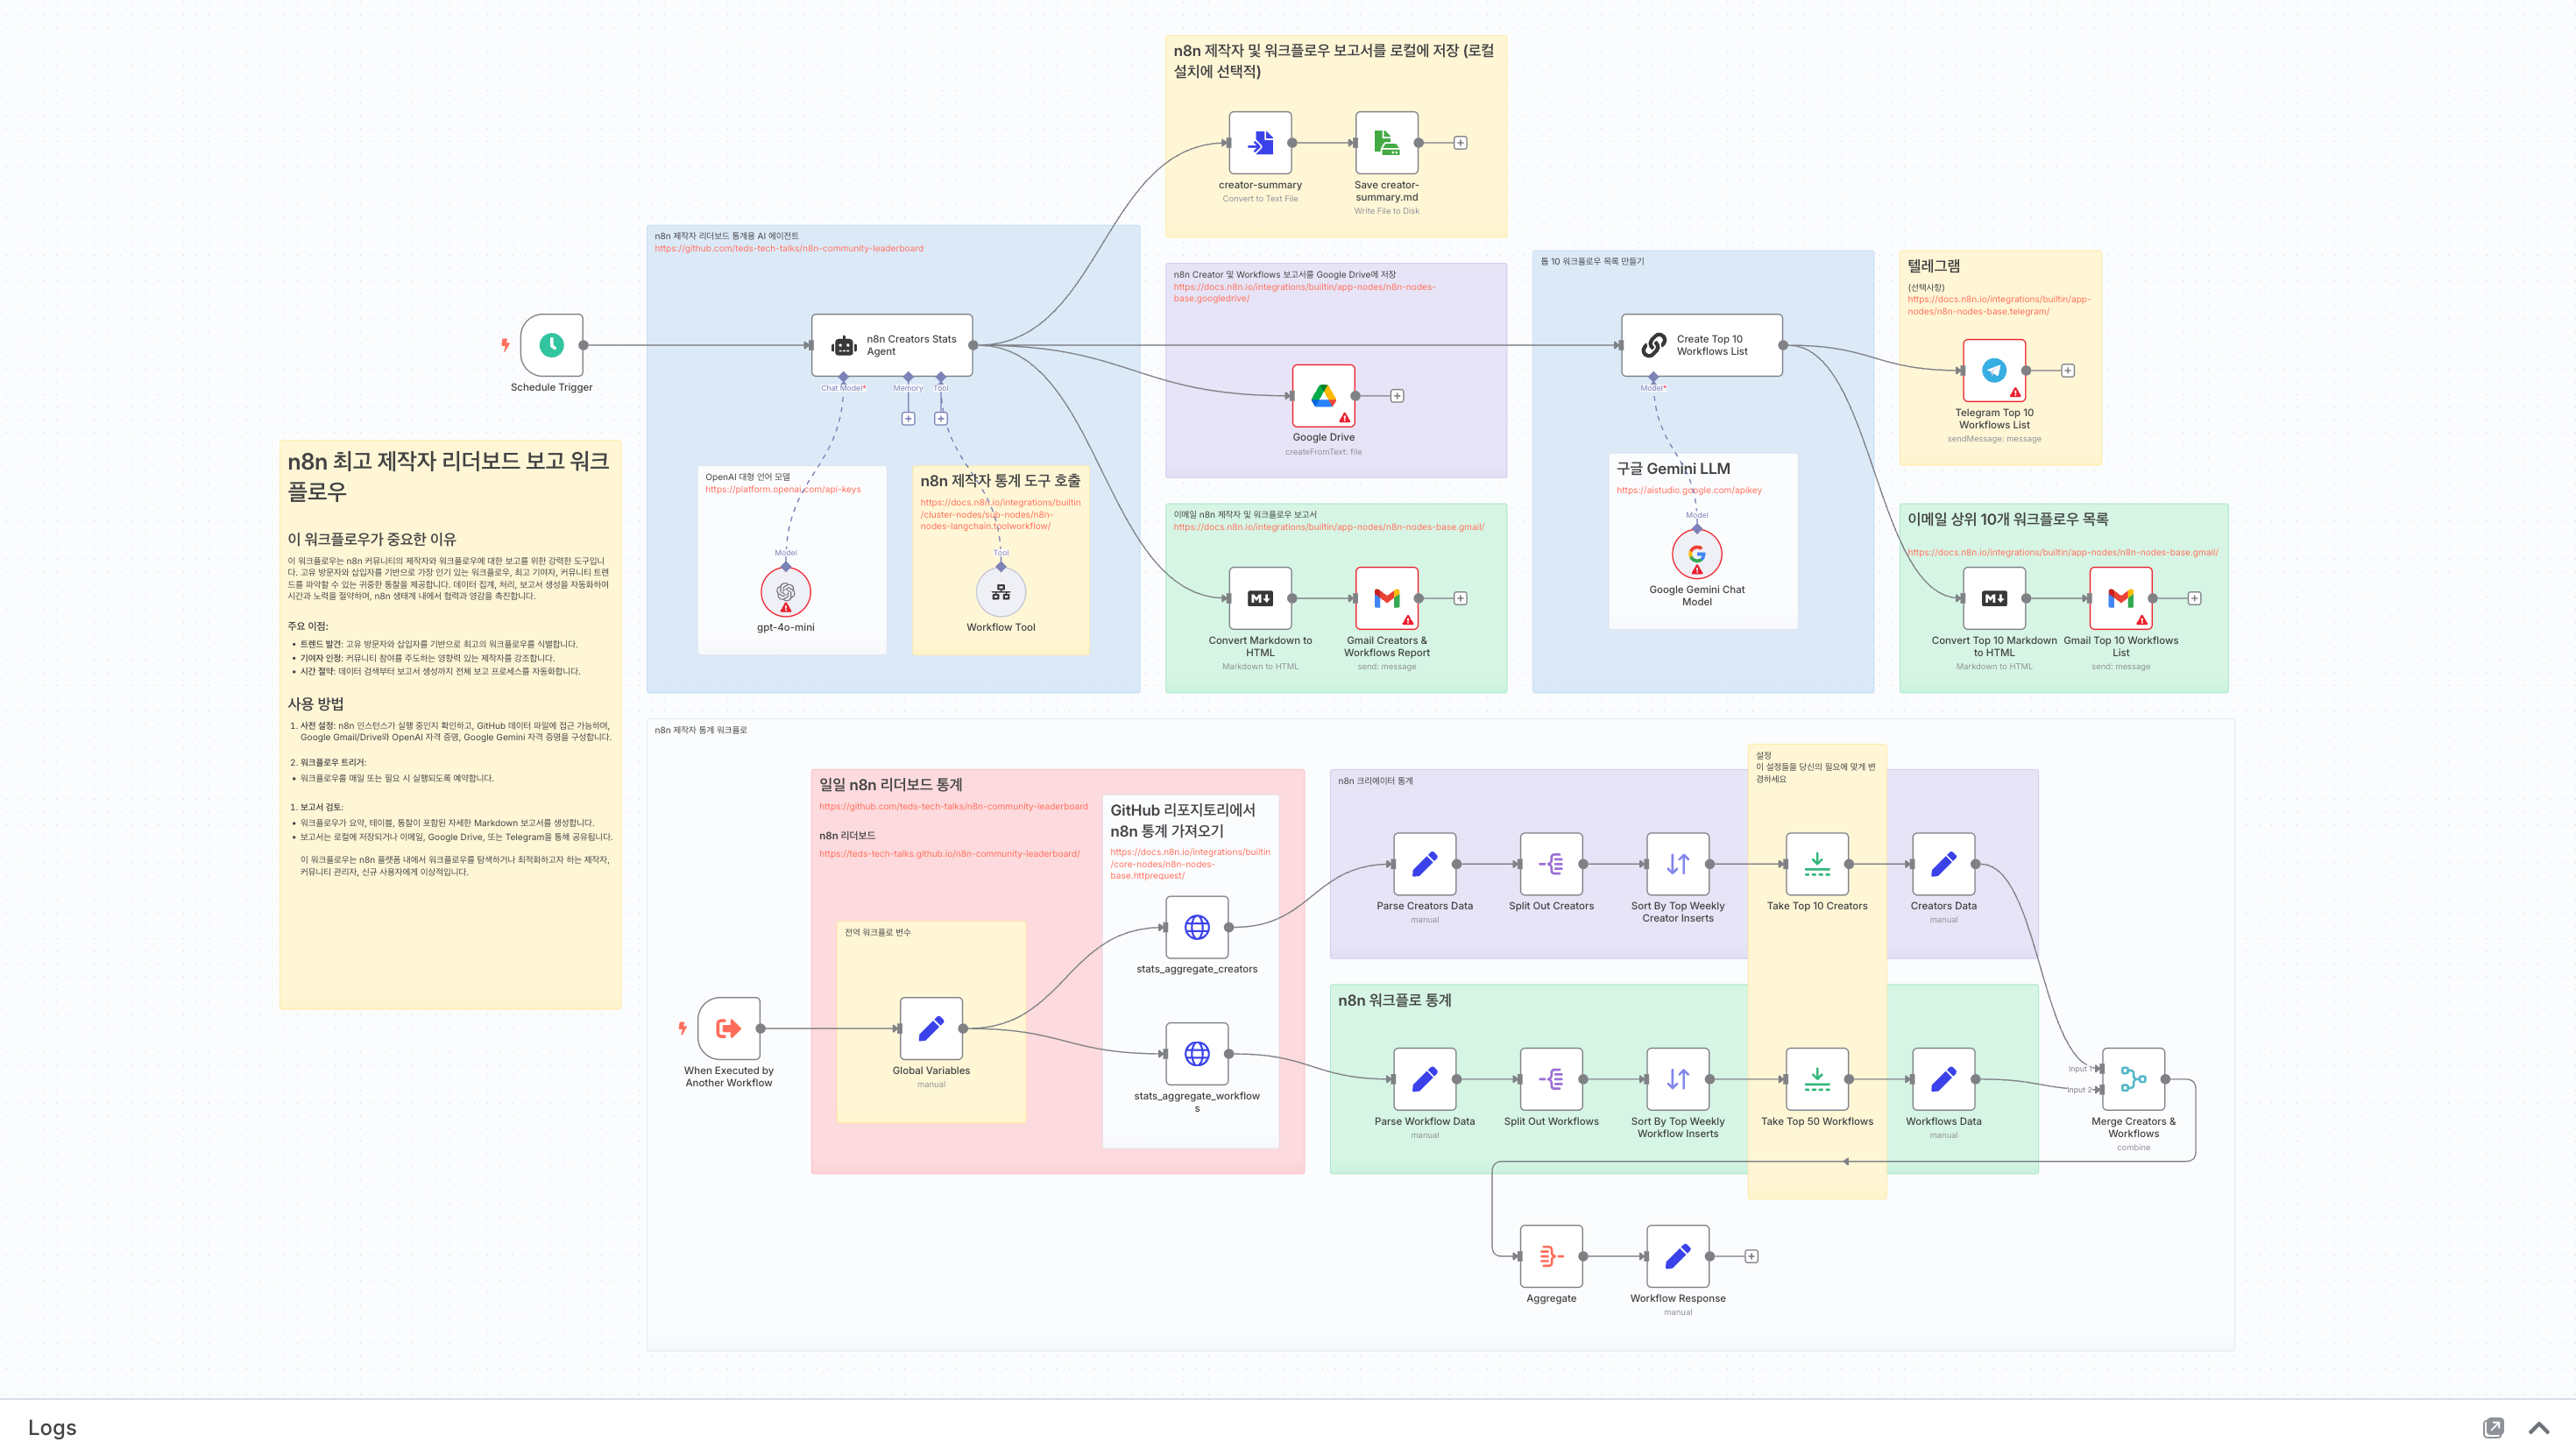 n8n 제작자 및 워크플로우 보고서를 로컬에 저장 (로컬
설치에 선택적)
creator-summary
Convert to Text File
Save creator-
summary.md
Write File to Disk
n8n 제작자 리더보드 통계용 AI 에이전트
https://github.com/teds-tech-talks/n8n-community-leaderboard
Schedule Trigger
n8n Creators Stats
Agent
Chat Model*
Memory
Tool
OpenAI 대형 언어 모델
https://platform.openai.com/api-keys
Model
gpt-4o-mini
n8n 제작자 통계 도구 호출
https://docs.n8n.io/integrations/builtin
/cluster-nodes/sub-nodes/n8n-
nodes-langchain.toolworkflow/
Tool
Workflow Tool
n8n Creator 및 Workflows 보고서를 Google Drive에 저장
https://docs.n8n.io/integrations/builtin/app-nodes/n8n-nodes-
base.googledrive/
Google Drive
createFromText: file
이메일 n8n 제작자 및 워크플로우 보고서
https://docs.n8n.io/integrations/builtin/app-nodes/n8n-nodes-base.gmail/
Convert Markdown to
HTML
Markdown to HTML
Gmail Creators &
Workflows Report
send: message
톱 10 워크플로우 목록 만들기
Create Top 10
Workflows List
Model*
구글 Gemini LLM
https://aistudio.google.com/apikey
Model
Google Gemini Chat
Model
텔레그램
(선택사항)
https://docs.n8n.io/integrations/builtin/app-
nodes/n8n-nodes-base.telegram/
Telegram Top 10
Workflows List
sendMessage: message
이메일 상위 10개 워크플로우 목록
https://docs.n8n.io/integrations/builtin/app-nodes/n8n-nodes-base.gmail/
Convert Top 10 Markdown
to HTML
Markdown to HTML
Gmail Top 10 Workflows
List
send: message
n8n 최고 제작자 리더보드 보고 워크
플로우
이 워크플로우가 중요한 이유
이 워크플로우는 n8n 커뮤니티의 제작자와 워크플로우에 대한 보고를 위한 강력한 도구입니
다. 고유 방문자와 삽입자를 기반으로 가장 인기 있는 워크플로우, 최고 기여자, 커뮤니티 트렌
드를 파악할 수 있는 귀중한 통찰을 제공합니다. 데이터 집계, 처리, 보고서 생성을 자동화하여
시간과 노력을 절약하며, n8n 생태계 내에서 협력과 영감을 촉진합니다.
주요 이점:
• 트렌드 발견: 고유 방문자와 삽입자를 기반으로 최고의 워크플로우를 식별합니다.
• 기여자 인정: 커뮤니티 참여를 주도하는 영향력 있는 제작자를 강조합니다.
• 시간 절약: 데이터 검색부터 보고서 생성까지 전체 보고 프로세스를 자동화합니다.
사용 방법
1. 사전 설정: n8n 인스턴스가 실행 중인지 확인하고, GitHub 데이터 파일에 접근 가능하며,
Google Gmail/Drive와 OpenAI 자격 증명, Google Gemini 자격 증명을 구성합니다.
2. 워크플로우 트리거:
• 워크플로우를 매일 또는 필요 시 실행되도록 예약합니다.
1. 보고서 검토:
• 워크플로우가 요약, 테이블, 통찰이 포함된 자세한 Markdown 보고서를 생성합니다.
• 보고서는 로컬에 저장되거나 이메일, Google Drive, 또는 Telegram을 통해 공유됩니다.
이 워크플로우는 n8n 플랫폼 내에서 워크플로우를 탐색하거나 최적화하고자 하는 제작자,
커뮤니티 관리자, 신규 사용자에게 이상적입니다.
n8n 제작자 통계 워크플로
일일 n8n 리더보드 통계
https://github.com/teds-tech-talks/n8n-community-leaderboard
n8n 리더보드
https://teds-tech-talks.github.io/n8n-community-leaderboard/
GitHub 리포지토리에서
n8n 통계 가져오기
https://docs.n8n.io/integrations/builtin
/core-nodes/n8n-nodes-
base.httprequest/
전역 워크플로 변수
When Executed by
Another Workflow
Global Variables
manual
stats_aggregate_creators
stats_aggregate_workflow
s
n8n 크리에이터 통계
설정
이 설정들을 당신의 필요에 맞게 변
경하세요
Parse Creators Data
manual
Split Out Creators
Sort By Top Weekly
Creator Inserts
Take Top 10 Creators
Creators Data
manual
n8n 워크플로 통계
Parse Workflow Data
manual
Split Out Workflows
Sort By Top Weekly
Workflow Inserts
Take Top 50 Workflows
Workflows Data
manual
Input 1
Input 2
Merge Creators &
Workflows
combine
Aggregate
Workflow Response
manual
Logs